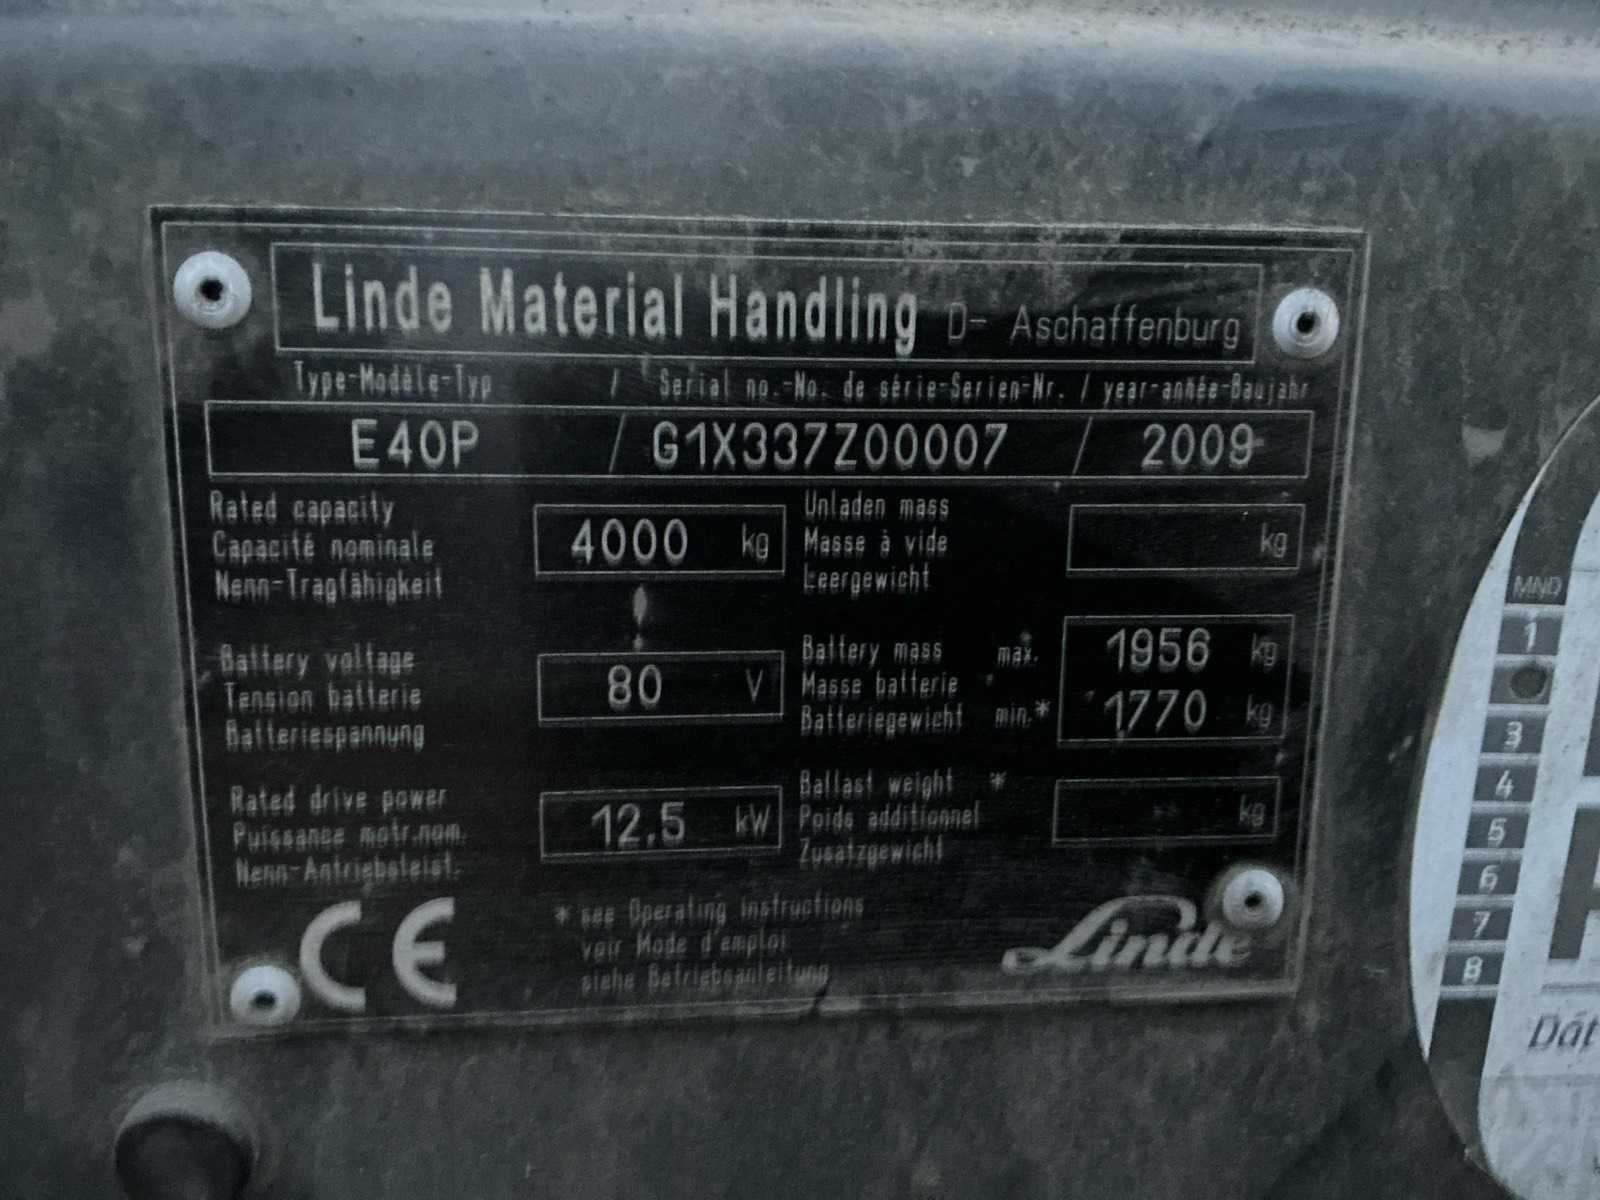 Linde Material Handling D- Aschaffenburg
Type-Modèle-Typ / Serial no.-No. de série-Serien-Nr. / year-année-Baujahr
E40P / G1X337Z00007 / 2009
Rated capacity
Capacité nominale
Nenn-Tragfähigkeit
4000 kg
Unladen mass
Masse à vide
Leergewicht
kg
Battery voltage
Tension batterie
Batteriespannung
80 V
Battery mass max. 1956 kg
Masse batterie
Batteriegewicht min.* 1770 kg
Rated drive power
Puissance motr.nom.
Nenn-Antriebsleist.
12.5 kW
Ballast weight *
Poids additionnel
Zusatzgewicht
kg
CE
* see Operating instructions
voir Mode d'emploi
siehe Betriebsanleitung
Linde
MND
1
3
4
5
6
7
8